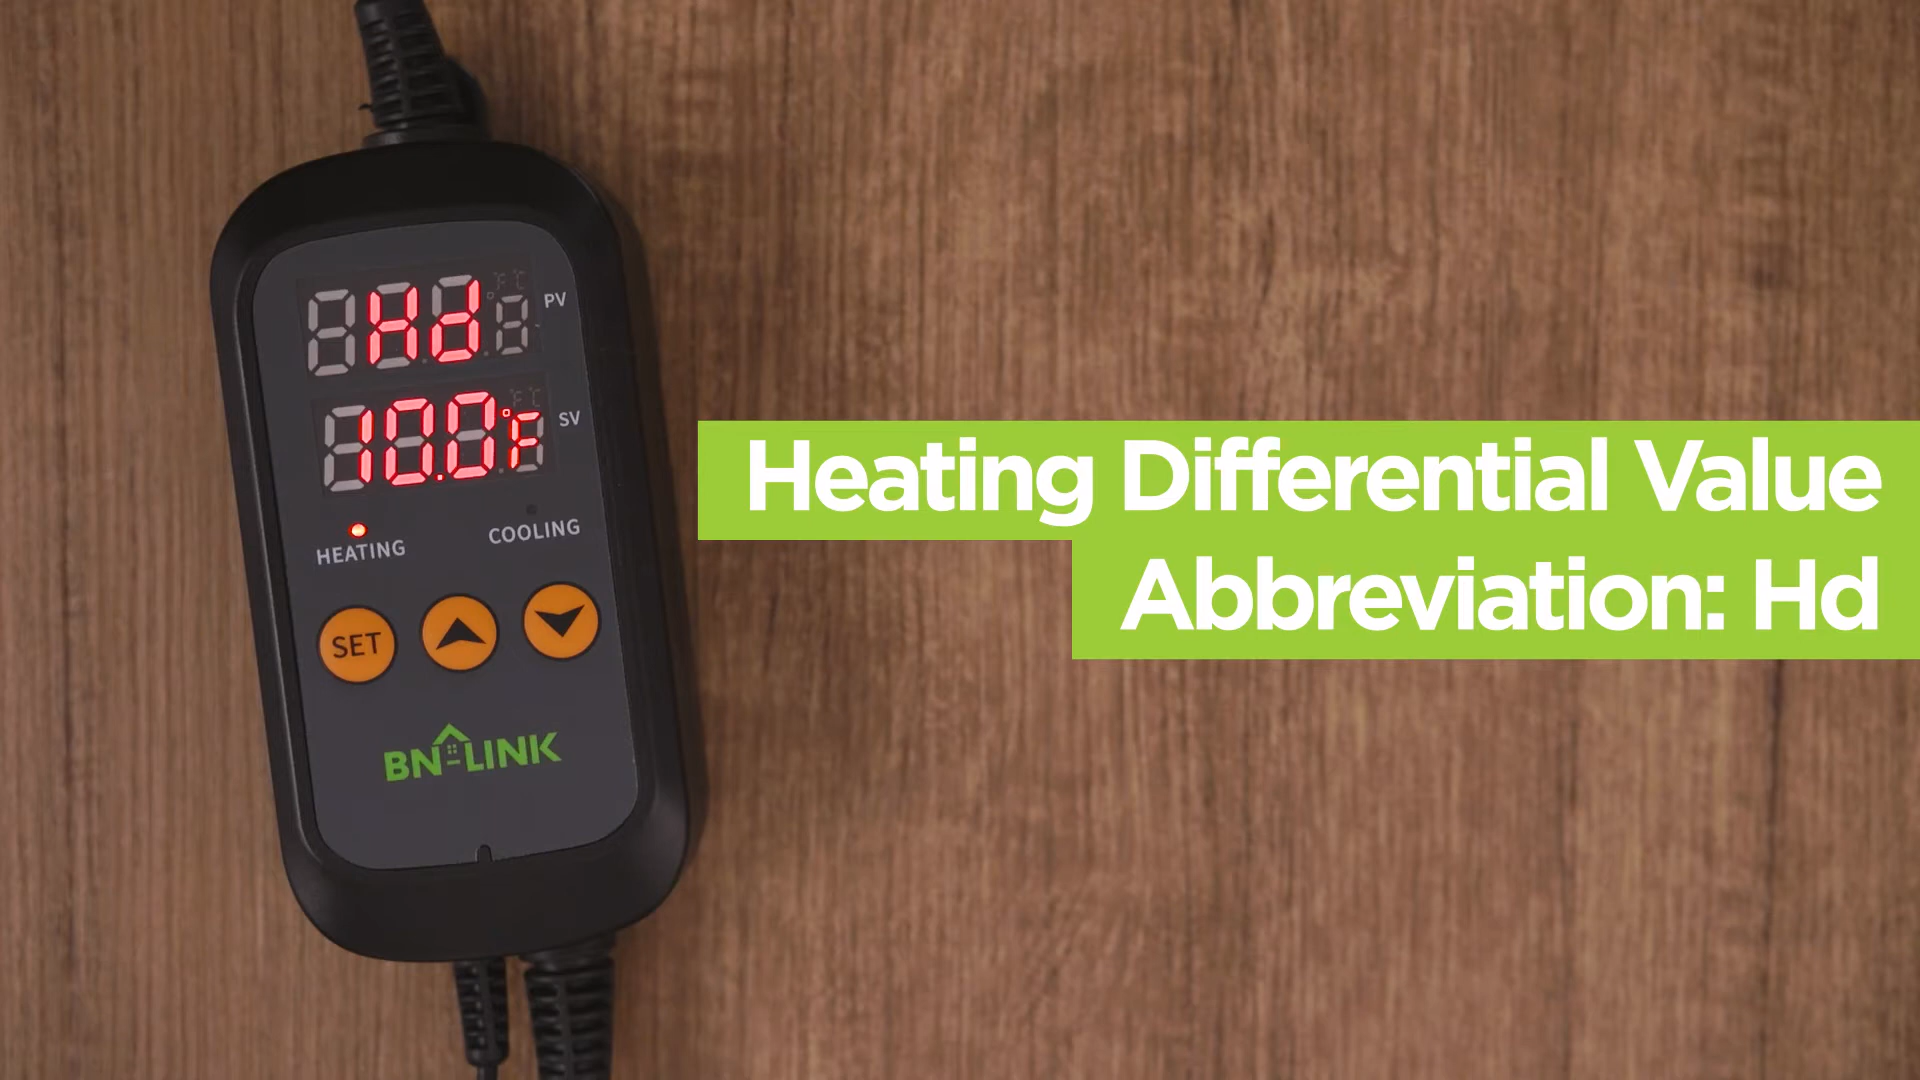 Hd PV
10.0°F SV
HEATING COOLING
SET
BN-LINK
Heating Differential Value
Abbreviation: Hd